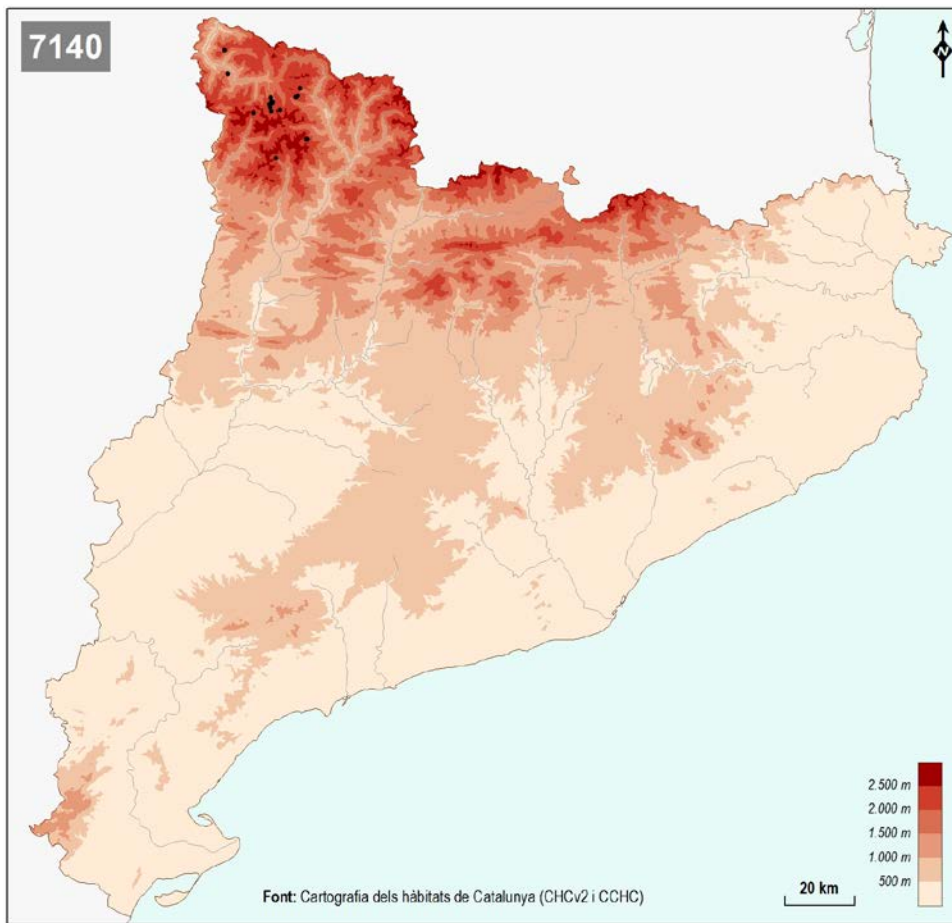 7140
N
2.500 m
2.000 m
1.500 m
1.000 m
500 m
Font: Cartografia dels hàbitats de Catalunya (CHCv2 i CCHC)
20 km